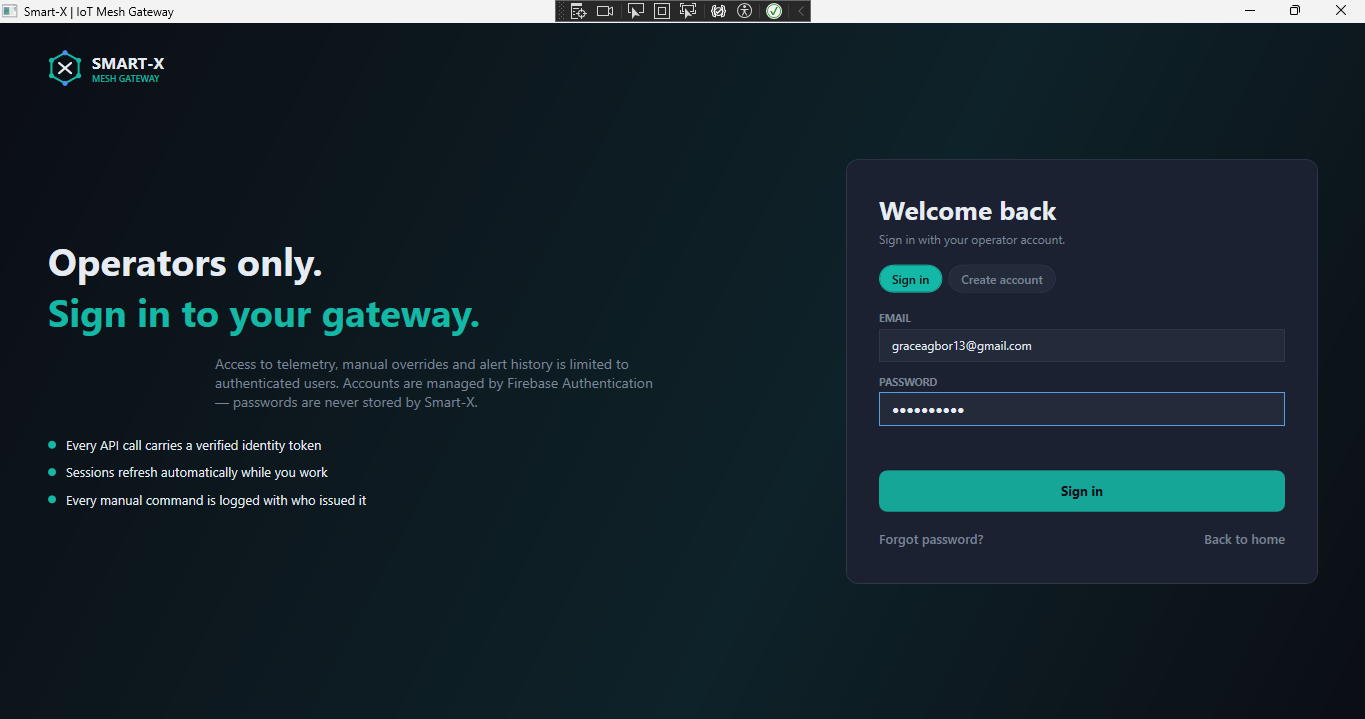 Smart-X | IoT Mesh Gateway
SMART-X
MESH GATEWAY
Operators only.
Sign in to your gateway.
Access to telemetry, manual overrides and alert history is limited to
authenticated users. Accounts are managed by Firebase Authentication
— passwords are never stored by Smart-X.
Every API call carries a verified identity token
Sessions refresh automatically while you work
Every manual command is logged with who issued it
Welcome back
Sign in with your operator account.
Sign in
Create account
EMAIL
graceagbor13@gmail.com
PASSWORD
●●●●●●●●●●
Sign in
Forgot password?
Back to home